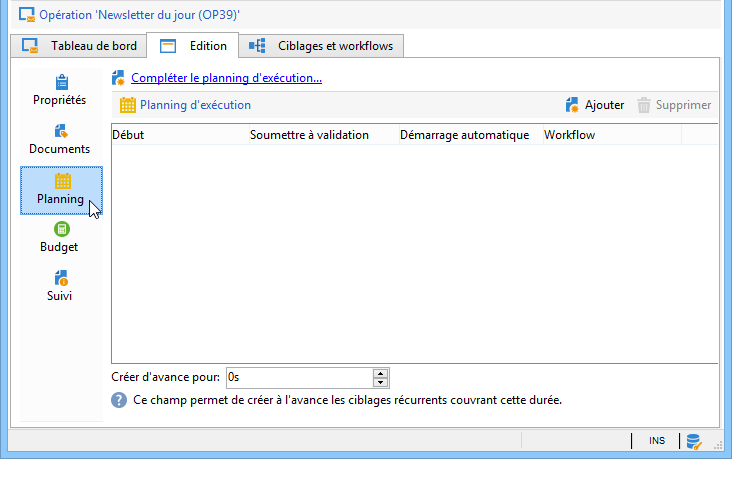 Opération 'Newsletter du jour (OP39)'
Tableau de bord Edition Ciblages et workflows
Propriétés
Documents
Planning
Budget
Suivi
Compléter le planning d'exécution...
Planning d'exécution Ajouter Supprimer
Début Soumettre à validation Démarrage automatique Workflow
Créer d'avance pour: 0s
Ce champ permet de créer à l'avance les ciblages récurrents couvrant cette durée.
INS